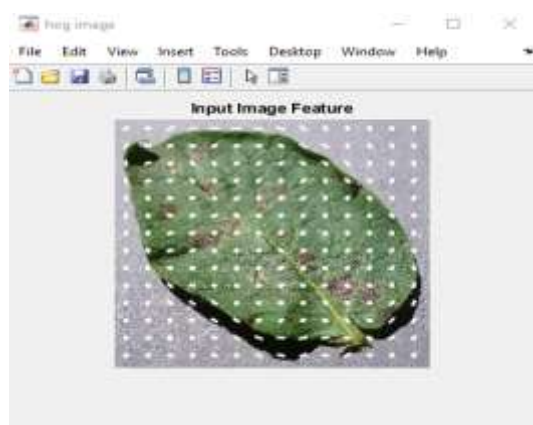 hog image
File Edit View Insert Tools Desktop Window Help
Input Image Feature